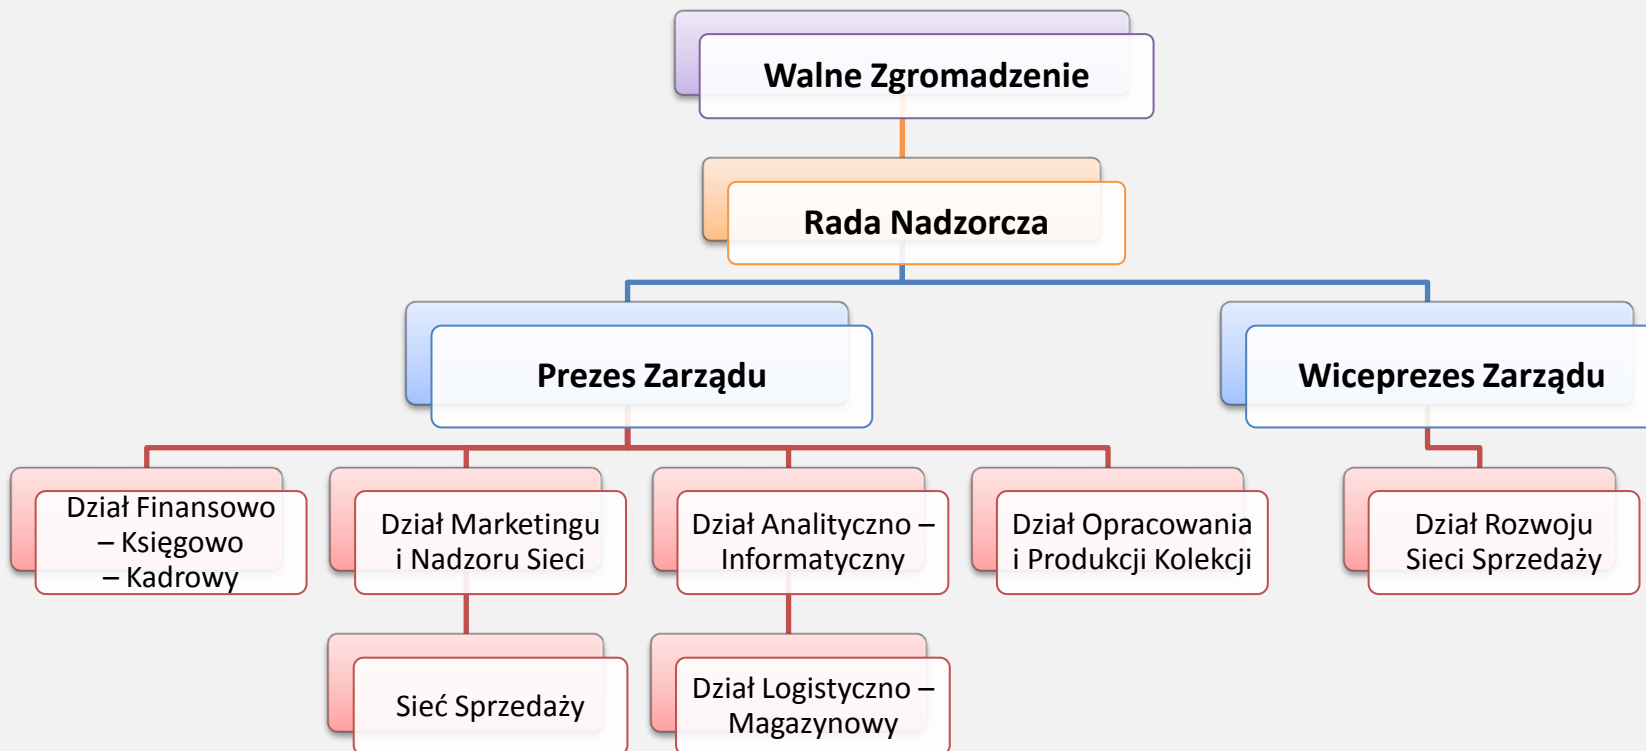 Walne Zgromadzenie
Rada Nadzorcza
Prezes Zarządu
Wiceprezes Zarządu
Dział Finansowo
– Księgowo
– Kadrowy
Dział Marketingu
i Nadzoru Sieci
Dział Analityczno –
Informatyczny
Dział Opracowania
i Produkcji Kolekcji
Dział Rozwoju
Sieci Sprzedaży
Sieć Sprzedaży
Dział Logistyczno –
Magazynowy